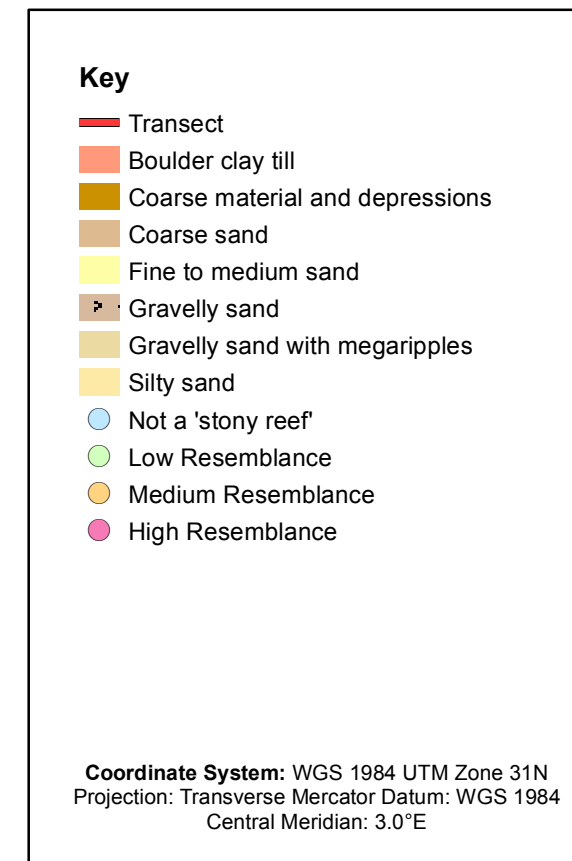 Key
Transect
Boulder clay till
Coarse material and depressions
Coarse sand
Fine to medium sand
Gravelly sand
Gravelly sand with megaripples
Silty sand
Not a 'stony reef'
Low Resemblance
Medium Resemblance
High Resemblance
Coordinate System: WGS 1984 UTM Zone 31N
Projection: Transverse Mercator Datum: WGS 1984
Central Meridian: 3.0°E